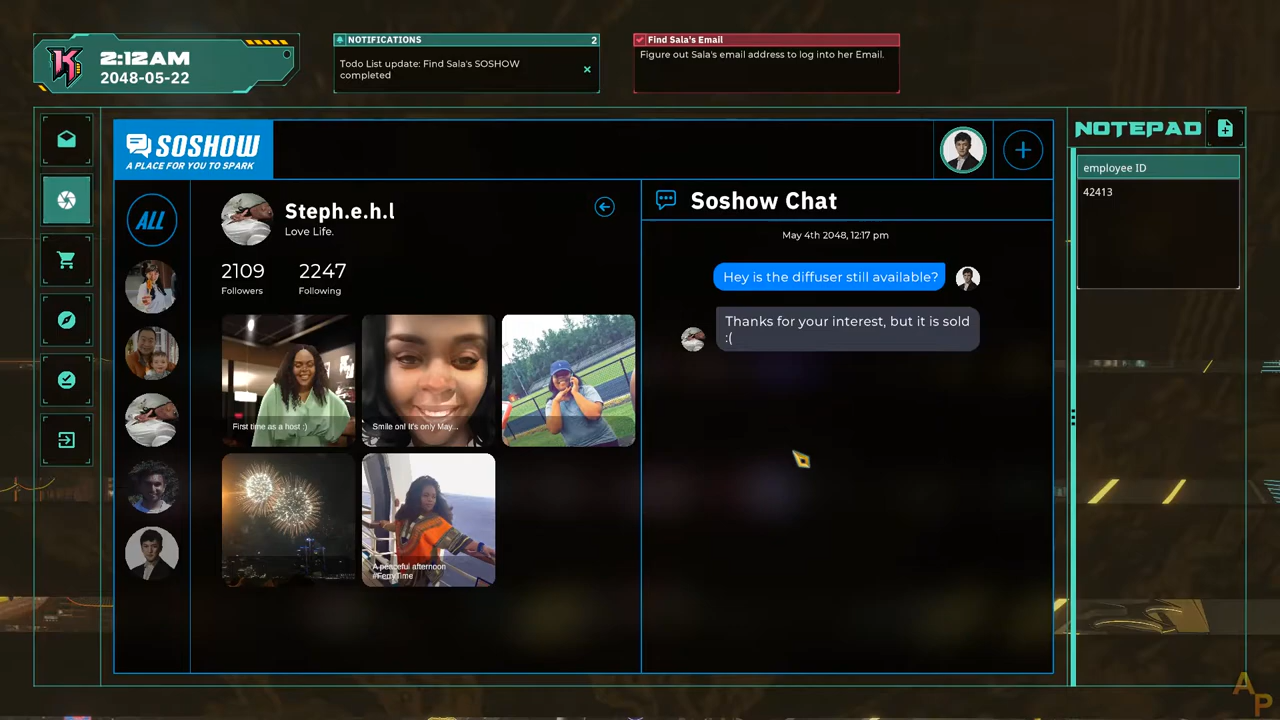 2:12AM
2048-05-22
NOTIFICATIONS 2
Todo List update: Find Sala's SOSHOW
completed
Find Sala's Email
Figure out Sala's email address to log into her Email.
SOSHOW
A PLACE FOR YOU TO SPARK
ALL
Steph.e.h.l
Love Life.
2109 2247
Followers Following
First time as a host :)
Smile on! It's only May...
A peaceful afternoon
#FerryTime
Soshow Chat
May 4th 2048, 12:17 pm
Hey is the diffuser still available?
Thanks for your interest, but it is sold
:(
NOTEPAD
employee ID
42413
AP